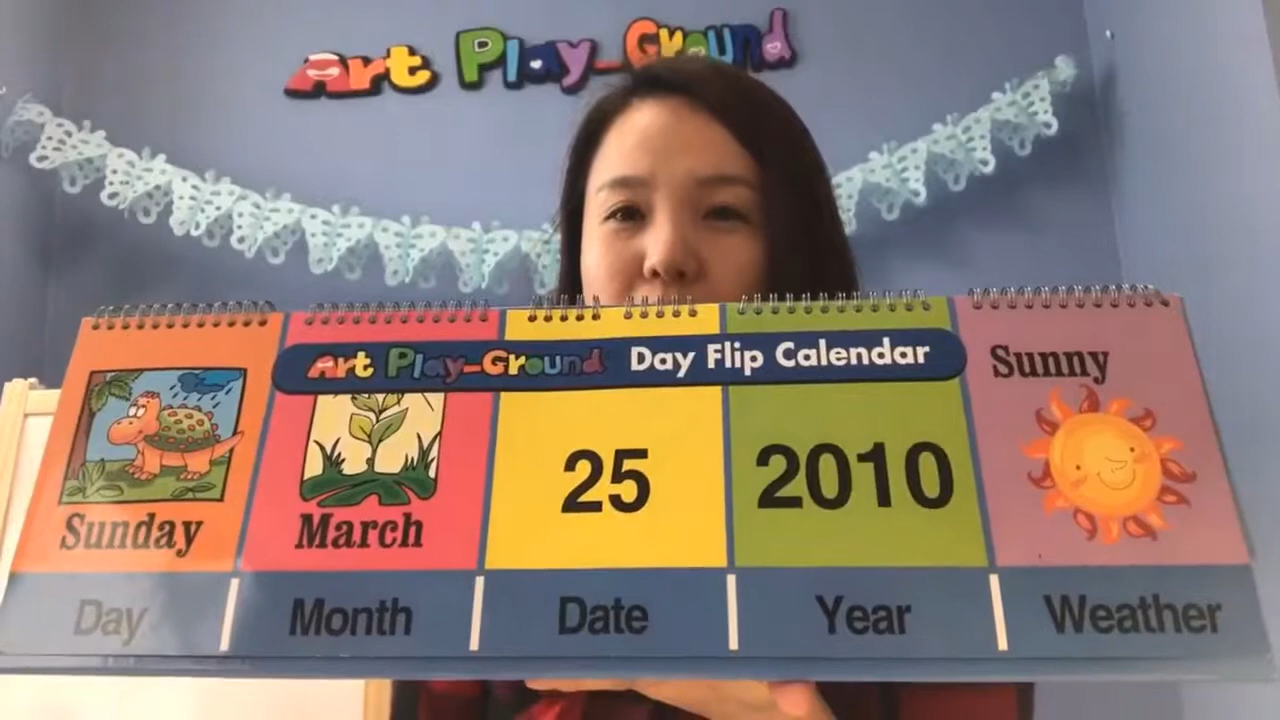 Art Play-Ground
Art Play-Ground Day Flip Calendar
Sunny
25
2010
Sunday
March
Day
Month
Date
Year
Weather